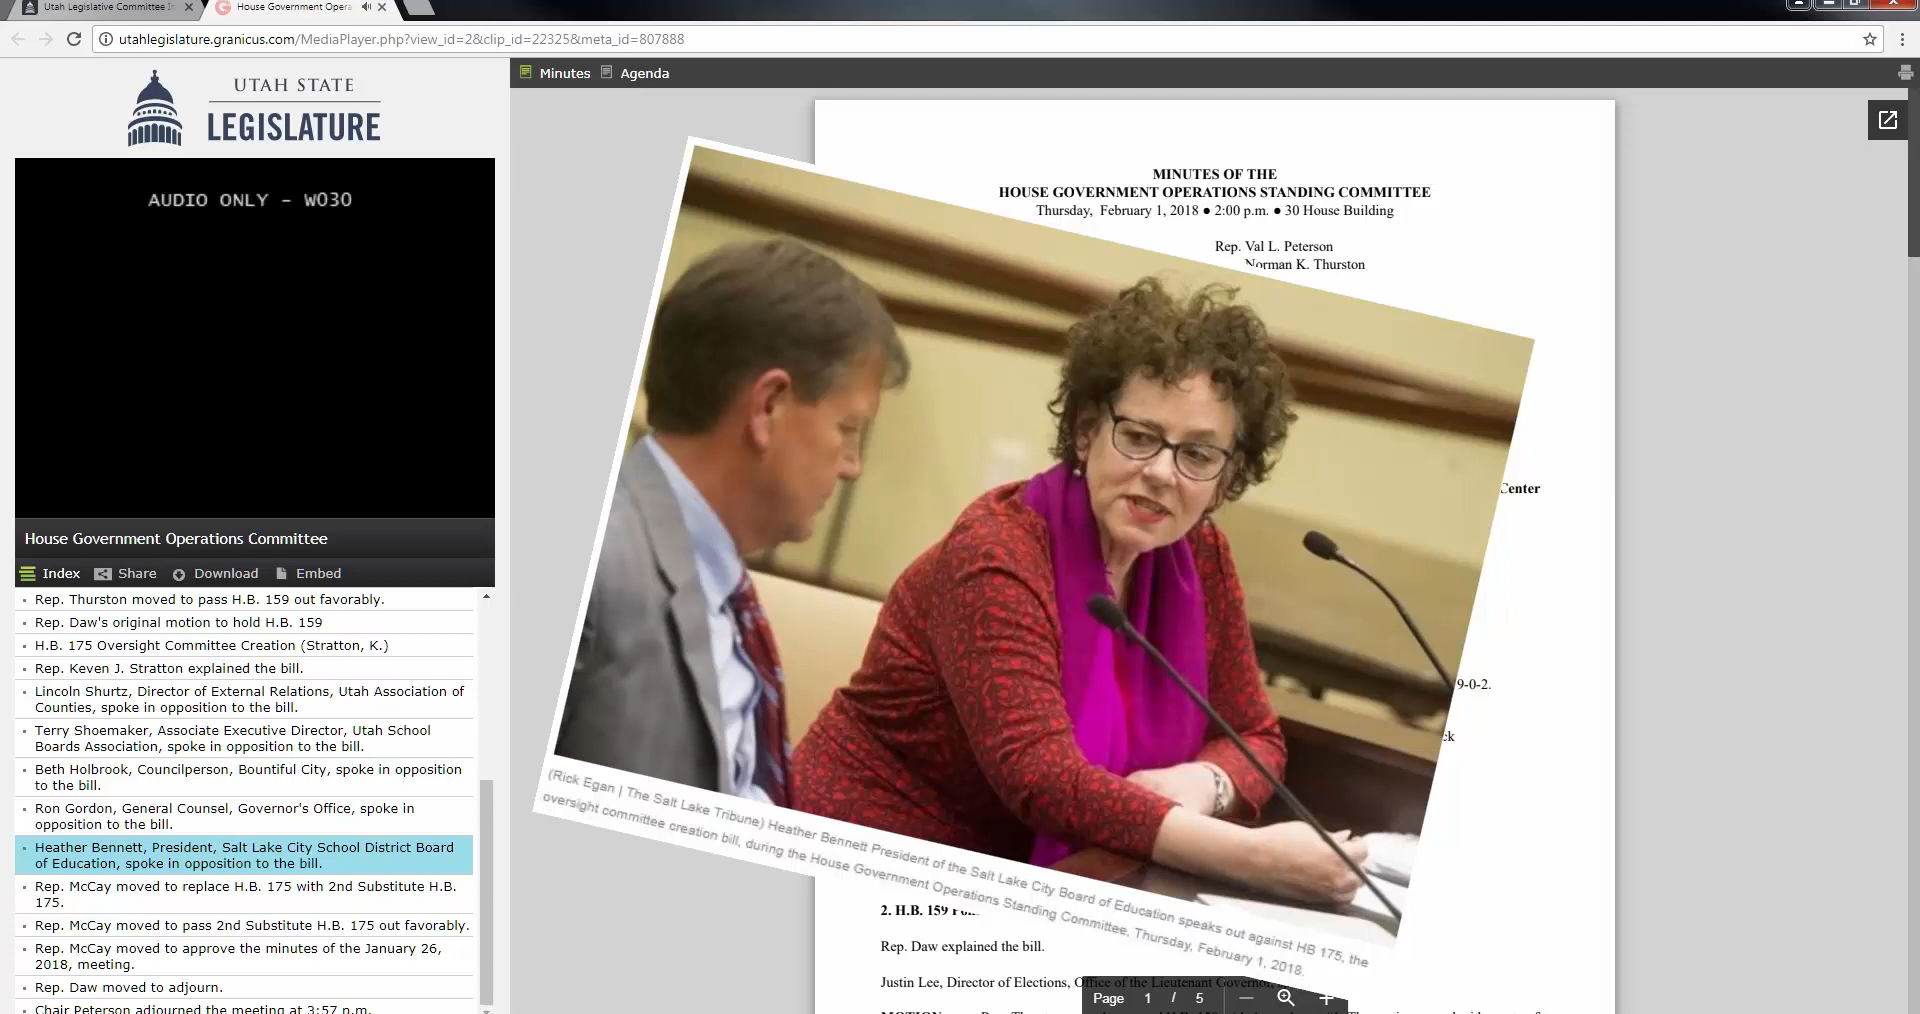 Utah Legislative Committee I
House Government Opera
utahlegislature.granicus.com/MediaPlayer.php?view_id=2&clip_id=22325&meta_id=807888
UTAH STATE
LEGISLATURE
AUDIO ONLY - W030
House Government Operations Committee
Index Share Download Embed
Rep. Thurston moved to pass H.B. 159 out favorably.
Rep. Daw's original motion to hold H.B. 159
H.B. 175 Oversight Committee Creation (Stratton, K.)
Rep. Keven J. Stratton explained the bill.
Lincoln Shurtz, Director of External Relations, Utah Association of
Counties, spoke in opposition to the bill.
Terry Shoemaker, Associate Executive Director, Utah School
Boards Association, spoke in opposition to the bill.
Beth Holbrook, Councilperson, Bountiful City, spoke in opposition
to the bill.
Ron Gordon, General Counsel, Governor's Office, spoke in
opposition to the bill.
Heather Bennett, President, Salt Lake City School District Board
of Education, spoke in opposition to the bill.
Rep. McCay moved to replace H.B. 175 with 2nd Substitute H.B.
175.
Rep. McCay moved to pass 2nd Substitute H.B. 175 out favorably.
Rep. McCay moved to approve the minutes of the January 26,
2018, meeting.
Rep. Daw moved to adjourn.
Chair Peterson adjourned the meeting at 3:57 p.m.
Minutes Agenda
MINUTES OF THE
HOUSE GOVERNMENT OPERATIONS STANDING COMMITTEE
Thursday, February 1, 2018 ● 2:00 p.m. ● 30 House Building
Rep. Val L. Peterson
Norman K. Thurston
Center
9-0-2.
ck
(Rick Egan | The Salt Lake Tribune) Heather Bennett President of the Salt Lake City Board of Education speaks out against HB 175, the
oversight committee creation bill, during the House Government Operations Standing Committee, Thursday, February 1, 2018.
2. H.B. 159
Rep. Daw explained the bill.
Justin Lee, Director of Elections, Office of the Lieutenant Governor,
Page 1 / 5